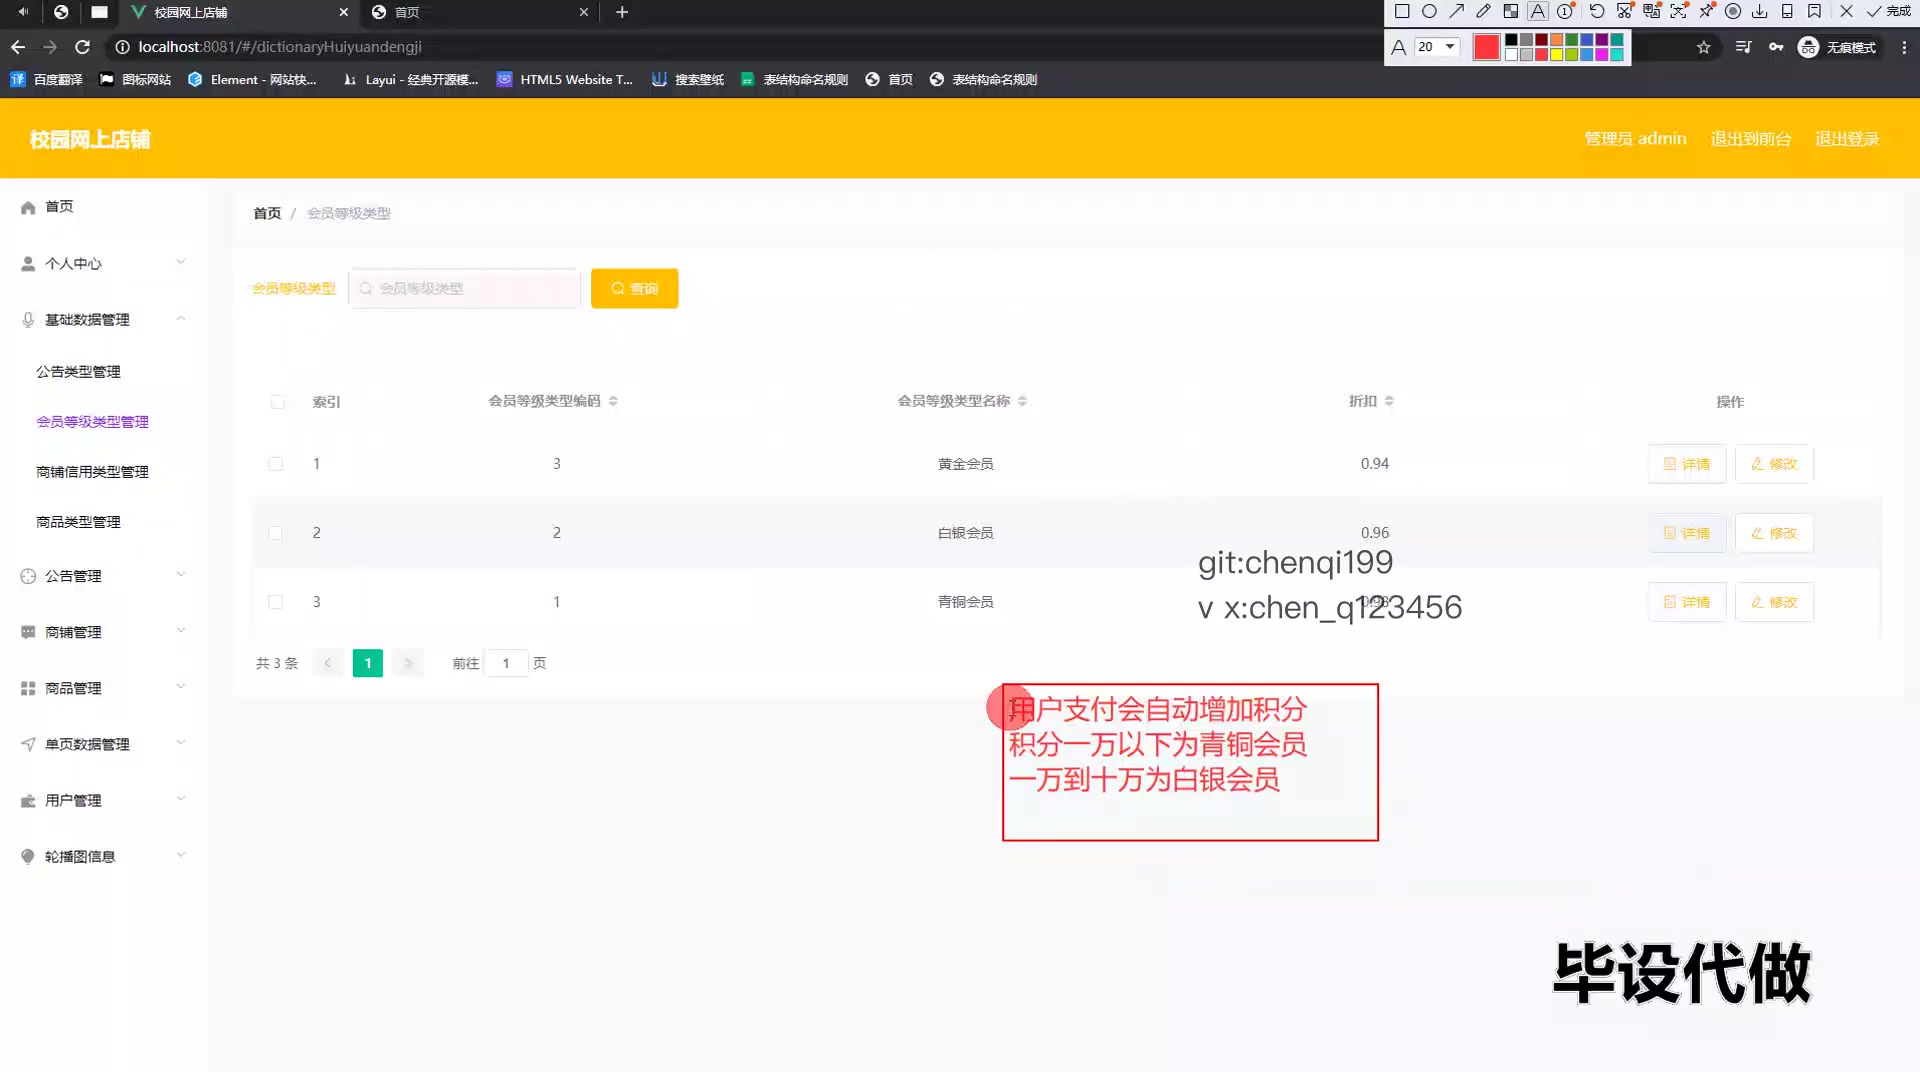 校园网上店铺
首页
完成
localhost:8081/#/dictionaryHuiyuandengji
A 20
无痕模式
百度翻译
图标网站
Element - 网站快...
Layui - 经典开源模...
HTML5 Website T...
搜索壁纸
表结构命名规则
首页
表结构命名规则
校园网上店铺
管理员 admin
退出到前台
退出登录
首页
个人中心
基础数据管理
公告类型管理
会员等级类型管理
商铺信用类型管理
商品类型管理
公告管理
商铺管理
商品管理
单页数据管理
用户管理
轮播图信息
首页 / 会员等级类型
会员等级类型 会员等级类型 查询
索引 会员等级类型编码 会员等级类型名称 折扣 操作
1 3 黄金会员 0.94 详情 修改
2 2 白银会员 0.96 详情 修改
3 1 青铜会员 0.98 详情 修改
git:chenqi199
v x:chen_q123456
共 3 条 < 1 > 前往 1 页
用户支付会自动增加积分
积分一万以下为青铜会员
一万到十万为白银会员
毕设代做